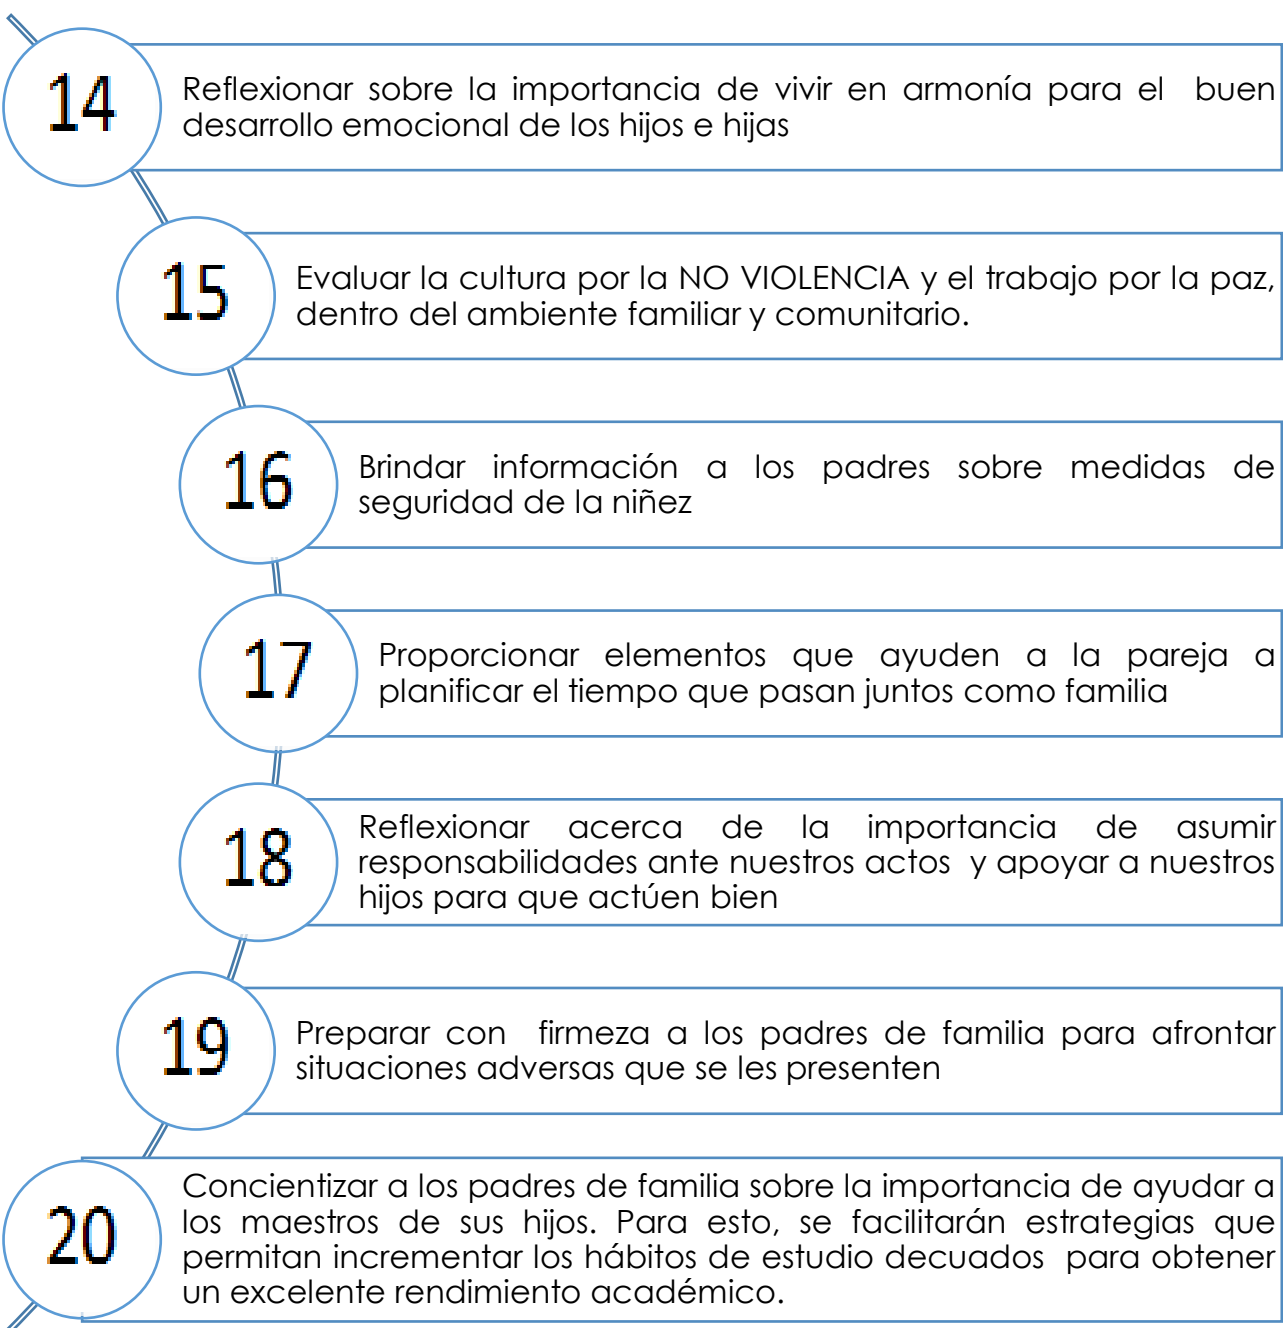 14
Reflexionar sobre la importancia de vivir en armonía para el buen
desarrollo emocional de los hijos e hijas
15
Evaluar la cultura por la NO VIOLENCIA y el trabajo por la paz,
dentro del ambiente familiar y comunitario.
16
Brindar información a los padres sobre medidas de
seguridad de la niñez
17
Proporcionar elementos que ayuden a la pareja a
planificar el tiempo que pasan juntos como familia
18
Reflexionar acerca de la importancia de asumir
responsabilidades ante nuestros actos y apoyar a nuestros
hijos para que actúen bien
19
Preparar con firmeza a los padres de familia para afrontar
situaciones adversas que se les presenten
20
Concientizar a los padres de familia sobre la importancia de ayudar a
los maestros de sus hijos. Para esto, se facilitarán estrategias que
permitan incrementar los hábitos de estudio decuados para obtener
un excelente rendimiento académico.